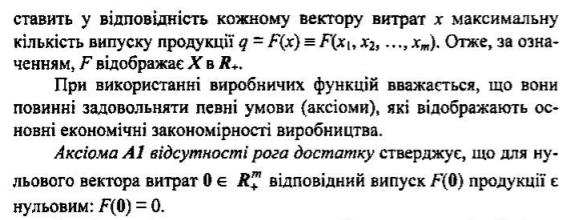 ставить у відповідність кожному вектору витрат x максимальну
кількість випуску продукції q = F(x) ≡ F(x₁, x₂, ..., xₘ). Отже, за озна-
ченням, F відображає X в R₊.
При використанні виробничих функцій вважається, що вони
повинні задовольняти певні умови (аксіоми), які відображають ос-
новні економічні закономірності виробництва.
Аксіома А1 відсутності рога достатку стверджує, що для ну-
льового вектора витрат 0 ∈ R₊ᵐ відповідний випуск F(0) продукції є
нульовим: F(0) = 0.